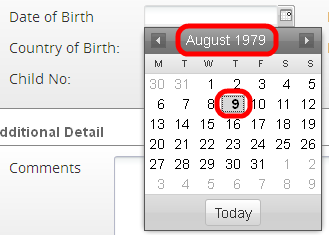 Date of Birth
August 1979
Country of Birth:
M T W T F S S
Child No:
30 31 1 2 3 4 5
6 7 8 9 10 11 12
13 14 15 16 17 18 19
dditional Detail
20 21 22 23 24 25 26
27 28 29 30 31 1 2
Comments
3 4 5 6 7 8 9
Today